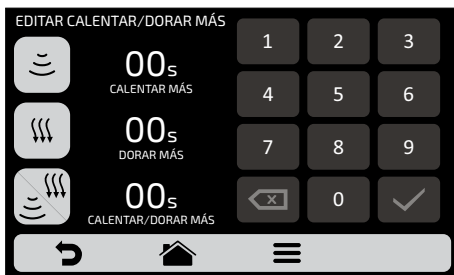 EDITAR CALENTAR/DORAR MÁS
00s
CALENTAR MÁS
00s
DORAR MÁS
00s
CALENTAR/DORAR MÁS
1 2 3
4 5 6
7 8 9
0